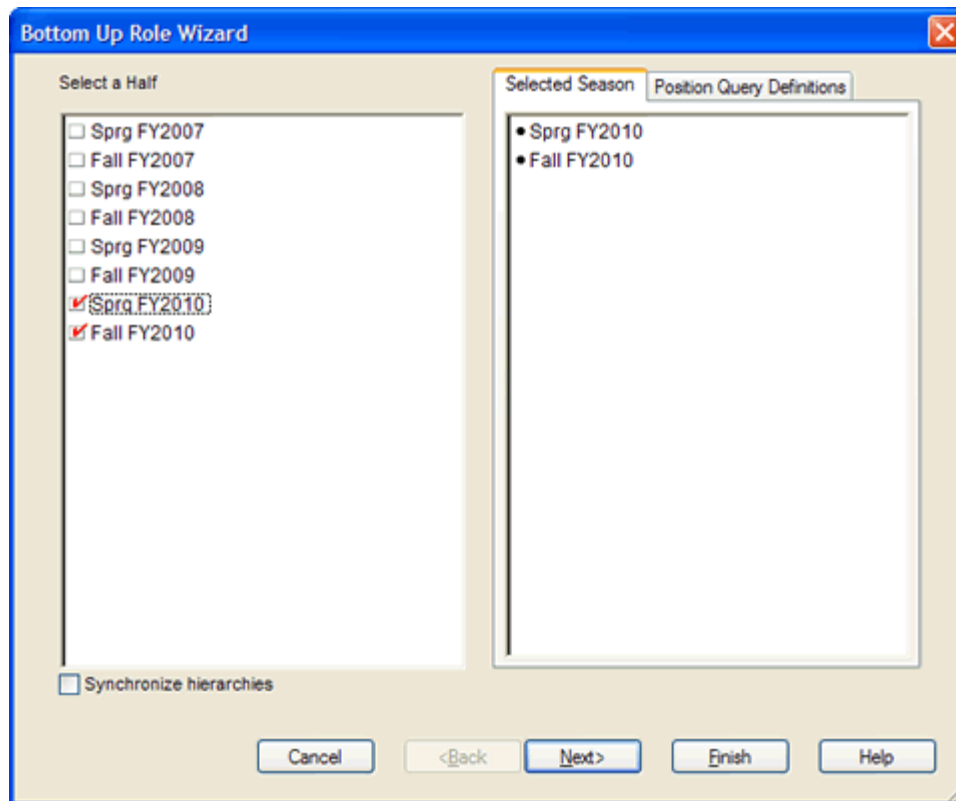 Bottom Up Role Wizard
Select a Half
Sprg FY2007
Fall FY2007
Sprg FY2008
Fall FY2008
Sprg FY2009
Fall FY2009
Sprg FY2010
Fall FY2010
Synchronize hierarchies
Selected Season Position Query Definitions
• Sprg FY2010
• Fall FY2010
Cancel <Back Next> Finish Help